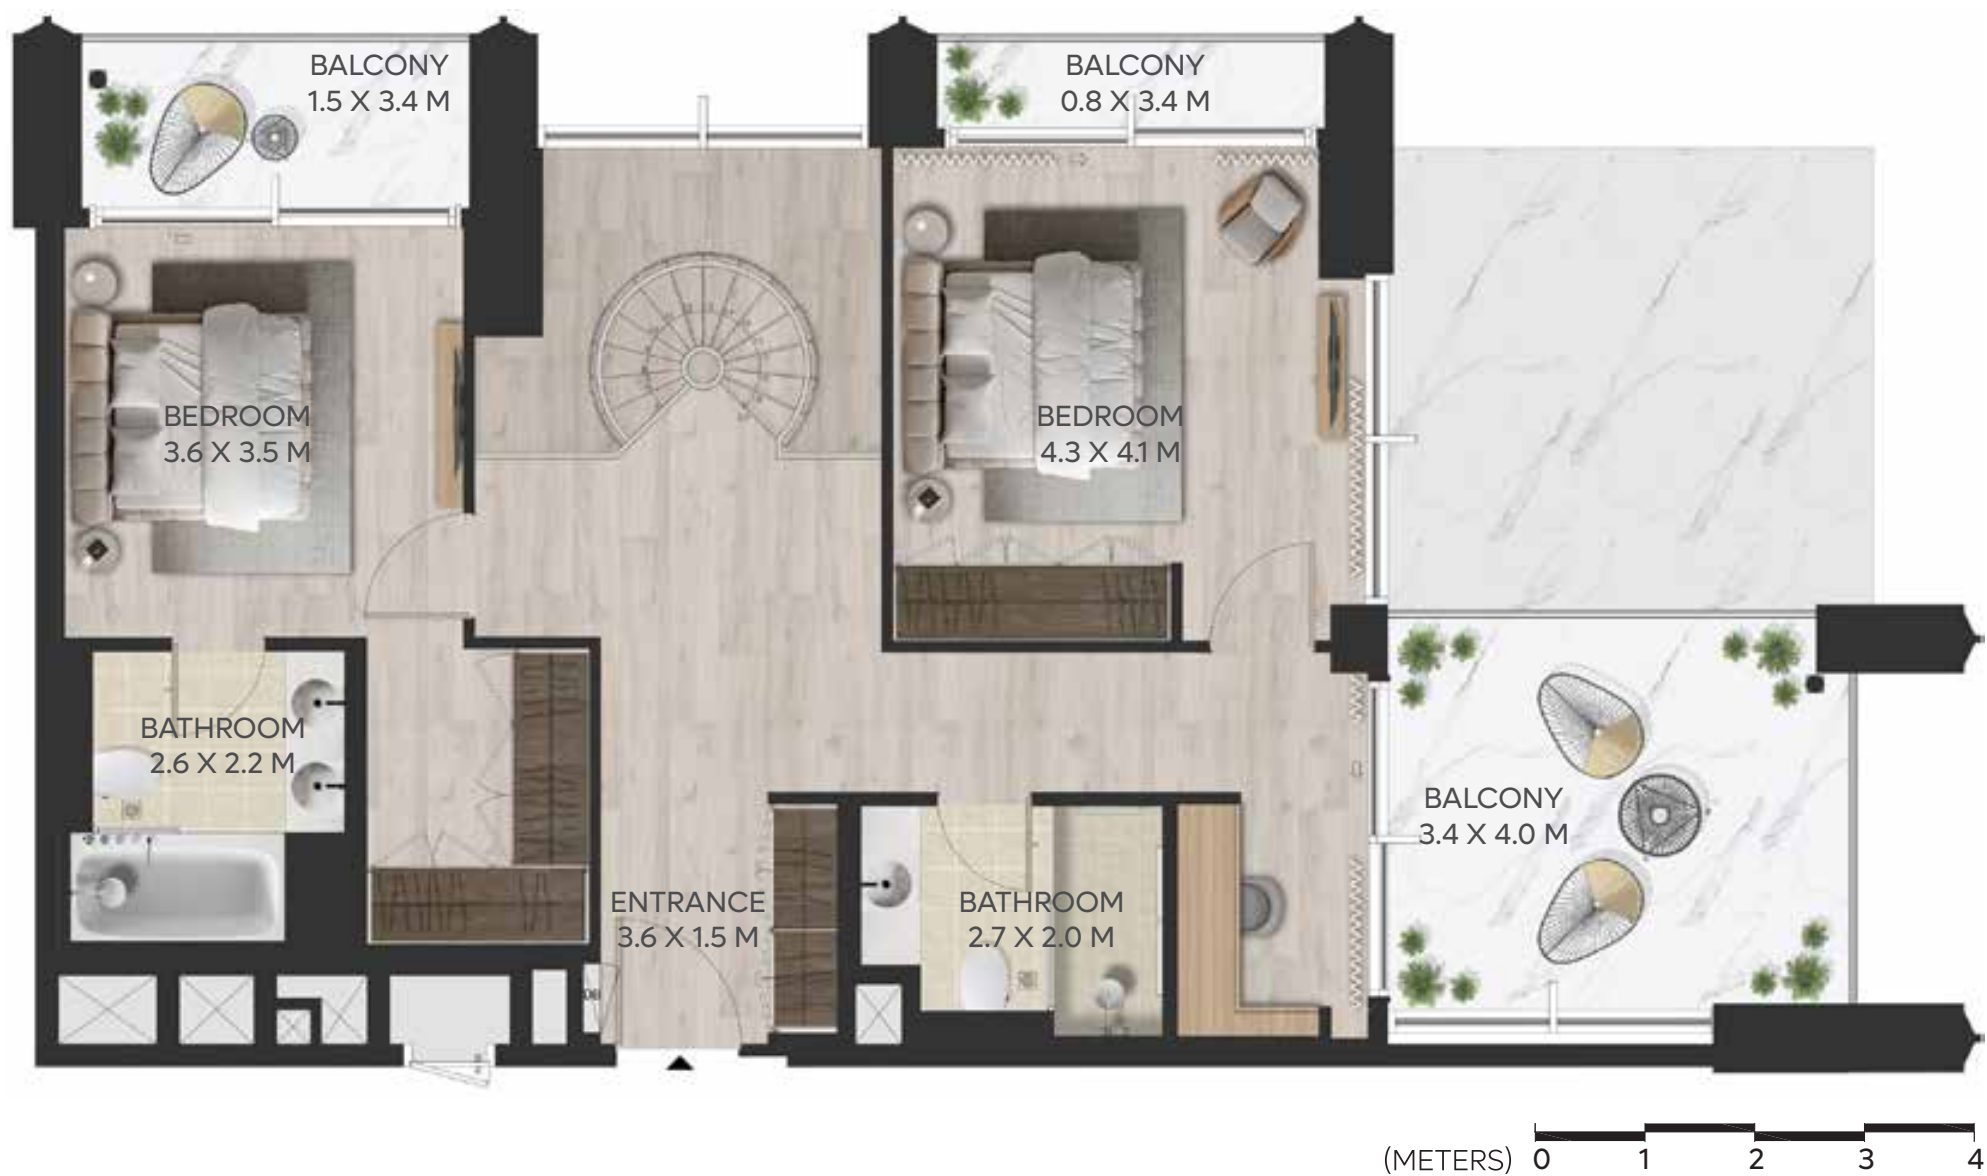 BALCONY
1.5 X 3.4 M
BALCONY
0.8 X 3.4 M
BEDROOM
3.6 X 3.5 M
BEDROOM
4.3 X 4.1 M
BATHROOM
2.6 X 2.2 M
BALCONY
3.4 X 4.0 M
ENTRANCE
3.6 X 1.5 M
BATHROOM
2.7 X 2.0 M
DB
(METERS) 0 1 2 3 4